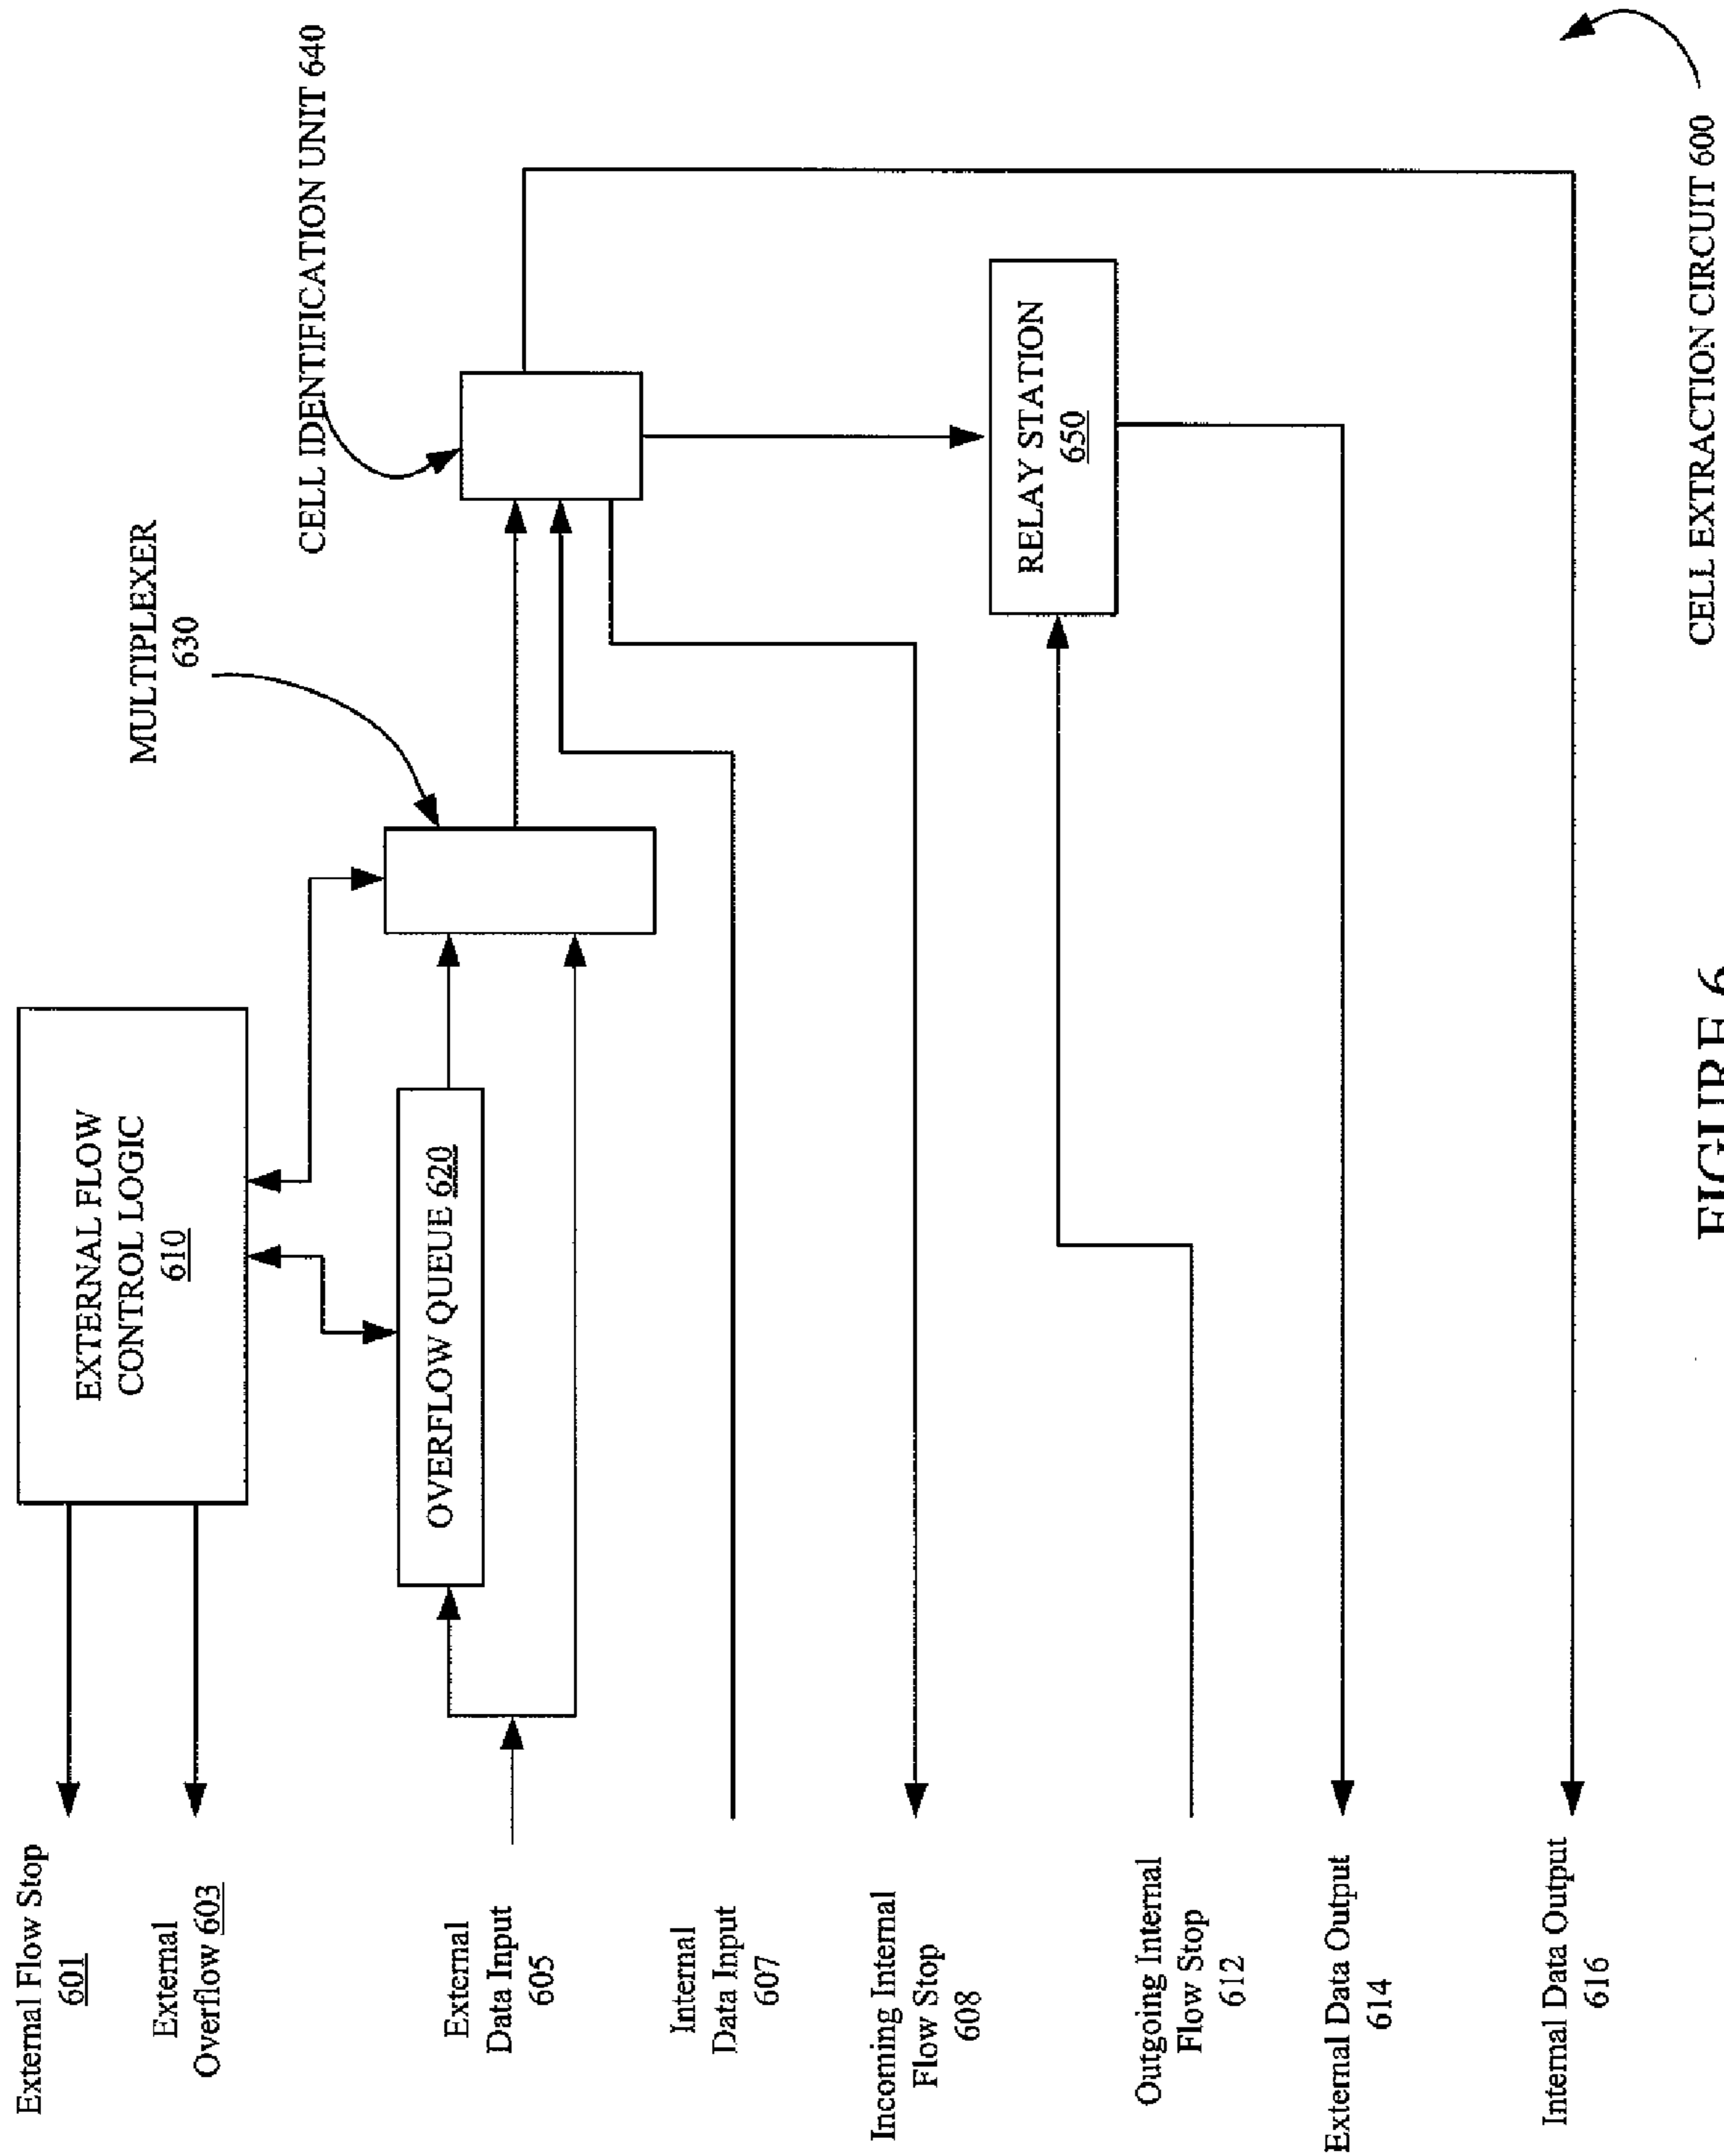 External Flow Stop
601
External
Overflow 603
External
Data Input
605
Internal
Data Input
607
Incoming Internal
Flow Stop
608
Outgoing Internal
Flow Stop
612
External Data Output
614
Internal Data Output
616
EXTERNAL FLOW
CONTROL LOGIC
610
OVERFLOW QUEUE 620
MULTIPLEXER
630
CELL IDENTIFICATION UNIT 640
RELAY STATION
650
CELL EXTRACTION CIRCUIT 600
FIGURE 6